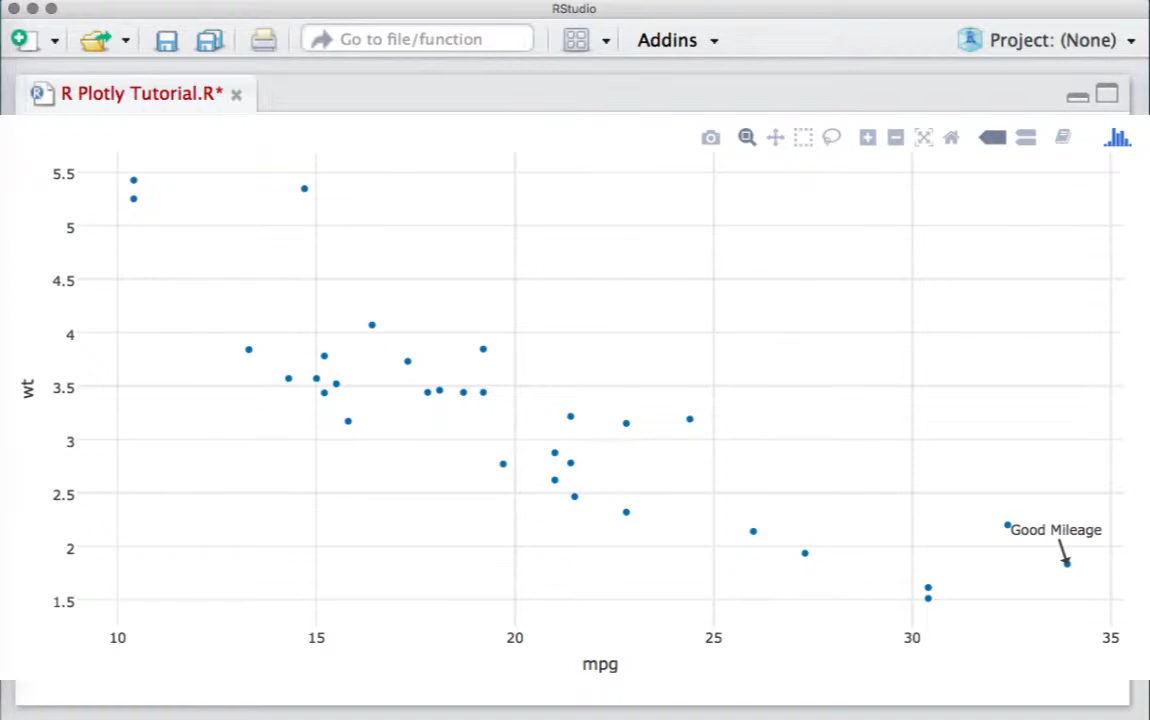 RStudio
Go to file/function
Addins
Project: (None)
R Plotly Tutorial.R*
5.5
5
4.5
4
3.5
3
2.5
2
1.5
wt
Good Mileage
10 15 20 25 30 35
mpg